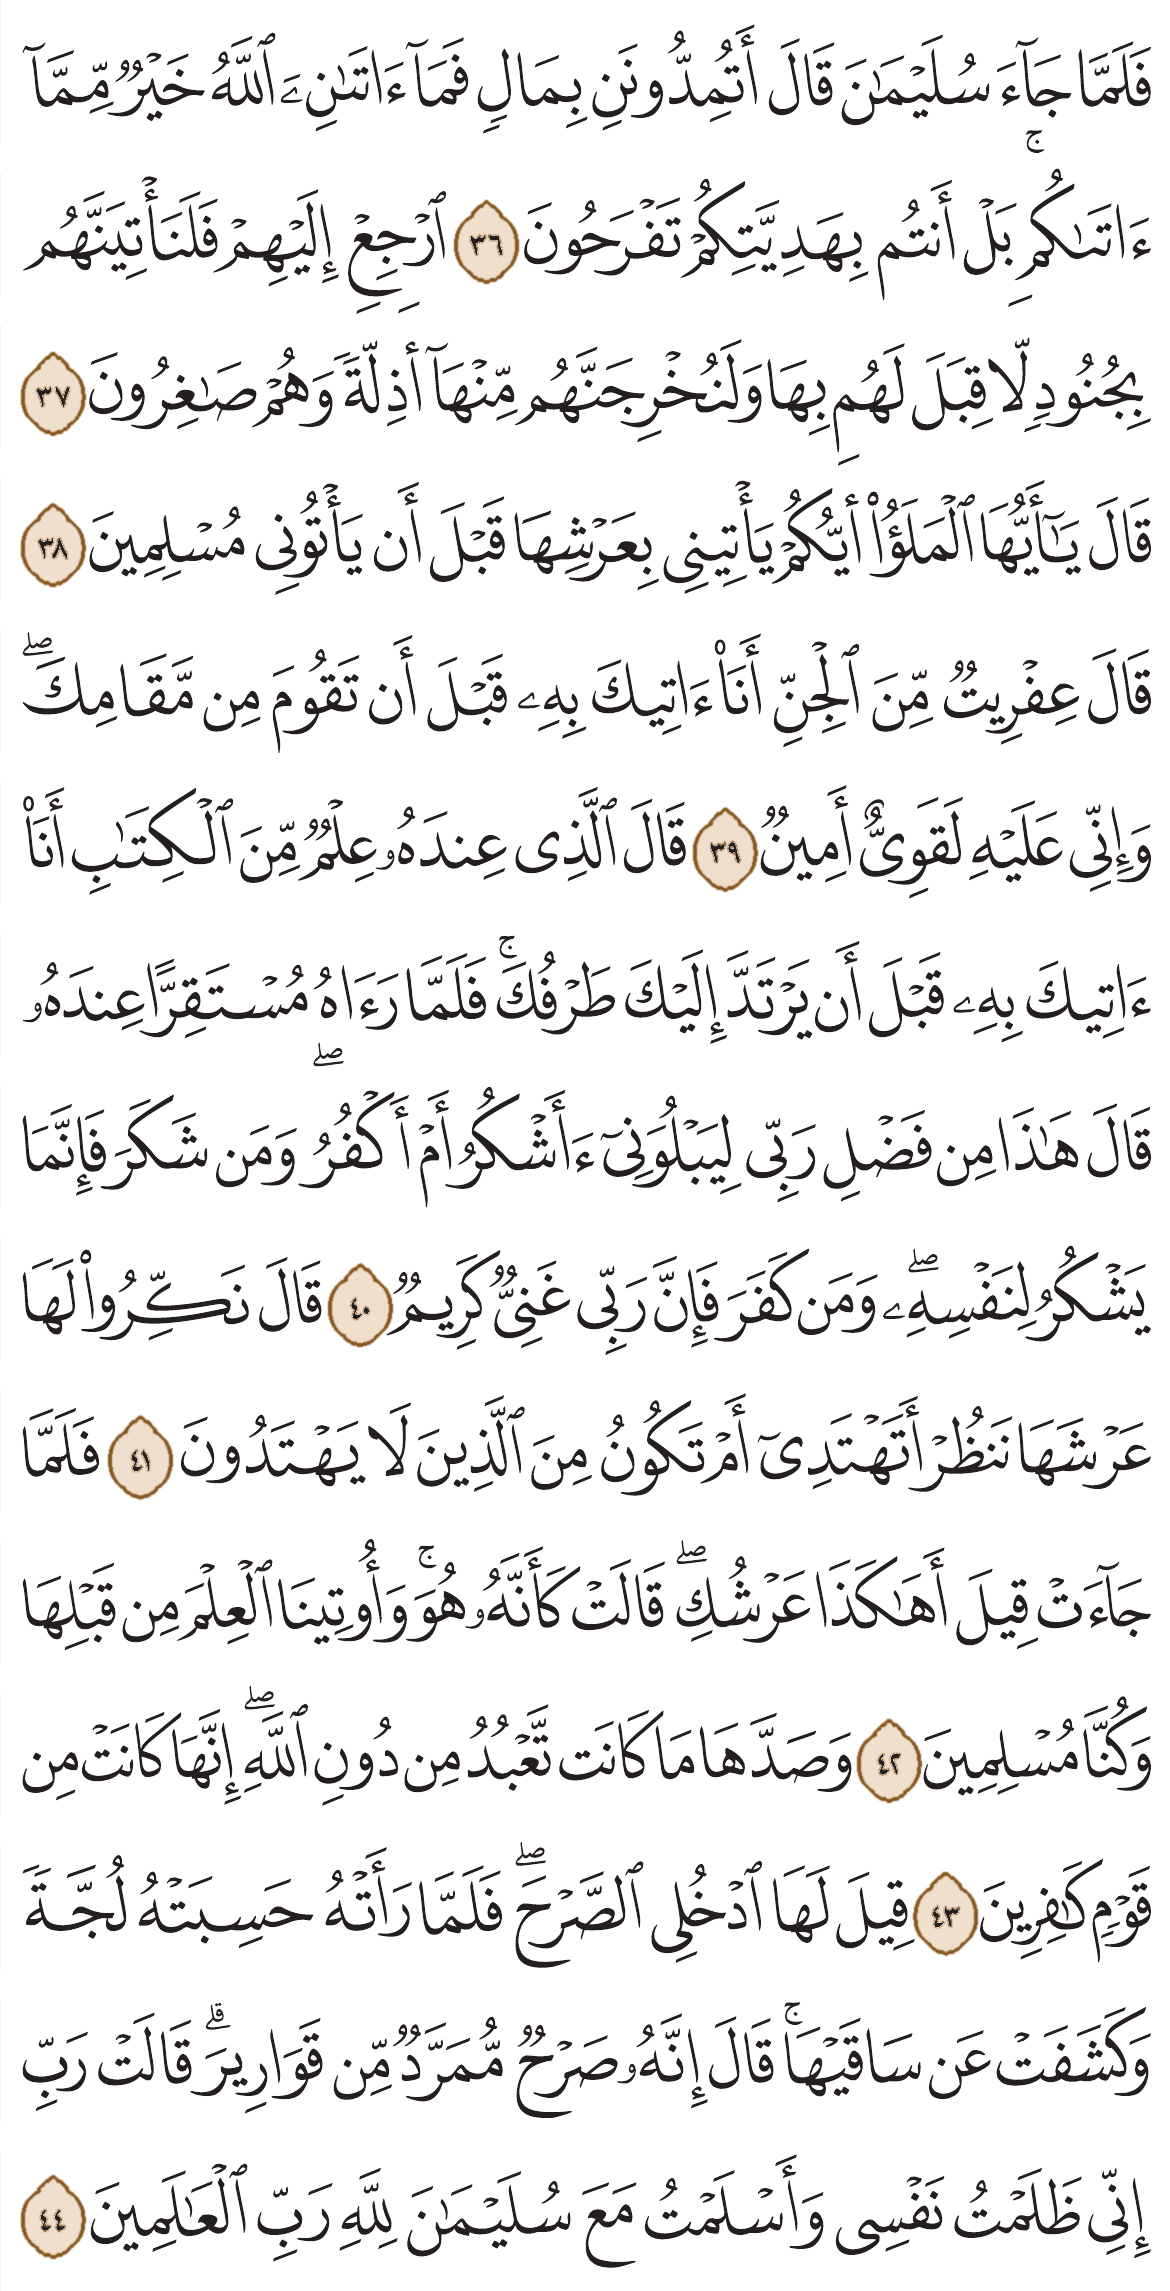 فَلَمَّا جَآءَ سُلَيْمَٰنَ قَالَ أَتُمِدُّونَنِ بِمَالٖ فَمَآ ءَاتَىٰنِۦَ ٱللَّهُ خَيْرٞ مِّمَّآ
ءَاتَىٰكُمۚ بَلْ أَنتُم بِهَدِيَّتِكُمْ تَفْرَحُونَ ٣٦ ٱرْجِعْ إِلَيْهِمْ فَلَنَأْتِيَنَّهُم
بِجُنُودٖ لَّا قِبَلَ لَهُم بِهَا وَلَنُخْرِجَنَّهُم مِّنْهَآ أَذِلَّةٗ وَهُمْ صَٰغِرُونَ ٣٧
قَالَ يَٰٓأَيُّهَا ٱلْمَلَؤُا۟ أَيُّكُمْ يَأْتِينِى بِعَرْشِهَا قَبْلَ أَن يَأْتُونِى مُسْلِمِينَ ٣٨
قَالَ عِفْرِيتٞ مِّنَ ٱلْجِنِّ أَنَا۠ ءَاتِيكَ بِهِۦ قَبْلَ أَن تَقُومَ مِن مَّقَامِكَۖ
وَإِنِّى عَلَيْهِ لَقَوِىٌّ أَمِينٞ ٣٩ قَالَ ٱلَّذِى عِندَهُۥ عِلْمٞ مِّنَ ٱلْكِتَٰبِ أَنَا۠
ءَاتِيكَ بِهِۦ قَبْلَ أَن يَرْتَدَّ إِلَيْكَ طَرْفُكَۚ فَلَمَّا رَءَاهُ مُسْتَقِرًّا عِندَهُۥ
قَالَ هَٰذَا مِن فَضْلِ رَبِّى لِيَبْلُوَنِىٓ ءَأَشْكُرُ أَمْ أَكْفُرُۖ وَمَن شَكَرَ فَإِنَّمَا
يَشْكُرُ لِنَفْسِهِۦۖ وَمَن كَفَرَ فَإِنَّ رَبِّى غَنِىّٞ كَرِيمٞ ٤٠ قَالَ نَكِّرُوا۟ لَهَا
عَرْشَهَا نَنظُرْ أَتَهْتَدِىٓ أَمْ تَكُونُ مِنَ ٱلَّذِينَ لَا يَهْتَدُونَ ٤١ فَلَمَّا
جَآءَتْ قِيلَ أَهَٰكَذَا عَرْشُكِۖ قَالَتْ كَأَنَّهُۥ هُوَۚ وَأُوتِينَا ٱلْعِلْمَ مِن قَبْلِهَا
وَكُنَّا مُسْلِمِينَ ٤٢ وَصَدَّهَا مَا كَانَت تَّعْبُدُ مِن دُونِ ٱللَّهِۖ إِنَّهَا كَانَتْ مِن
قَوْمٖ كَٰفِرِينَ ٤٣ قِيلَ لَهَا ٱدْخُلِى ٱلصَّرْحَۖ فَلَمَّا رَأَتْهُ حَسِبَتْهُ لُجَّةٗ
وَكَشَفَتْ عَن سَاقَيْهَاۚ قَالَ إِنَّهُۥ صَرْحٞ مُّمَرَّدٞ مِّن قَوَارِيرَۗ قَالَتْ رَبِّ
إِنِّى ظَلَمْتُ نَفْسِى وَأَسْلَمْتُ مَعَ سُلَيْمَٰنَ لِلَّهِ رَبِّ ٱلْعَٰلَمِينَ ٤٤